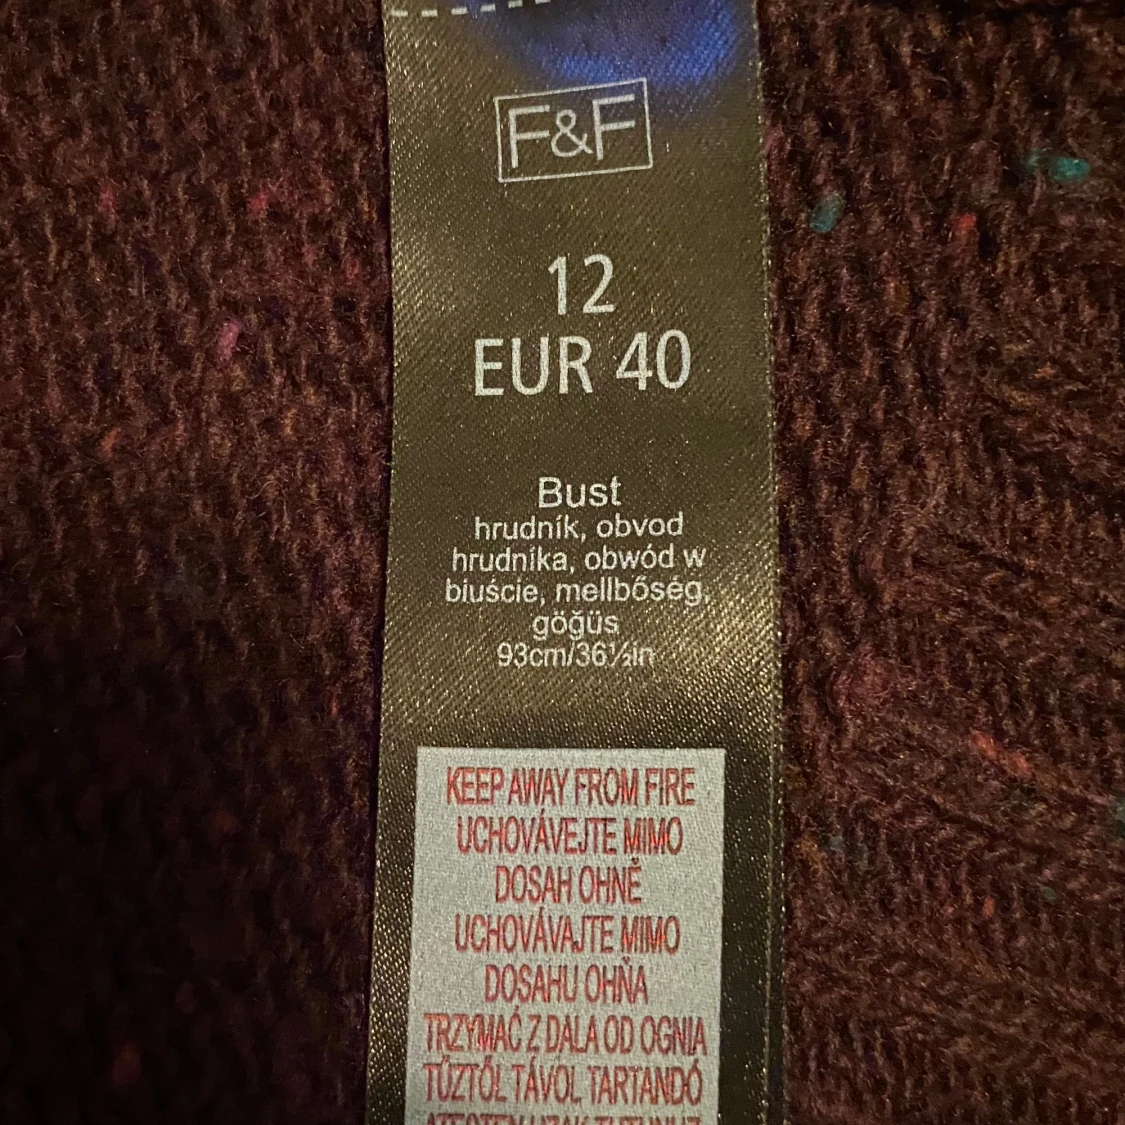 F&F
12
EUR 40
Bust
hrudník, obvod
hrudníka, obwód w
biuście, mellbőség,
göğüs
93cm/36½in
KEEP AWAY FROM FIRE
UCHOVÁVEJTE MIMO
DOSAH OHNĚ
UCHOVÁVAJTE MIMO
DOSAHU OHŇA
TRZYMAĆ Z DALA OD OGNIA
TŰZTŐL TÁVOL TARTANDÓ